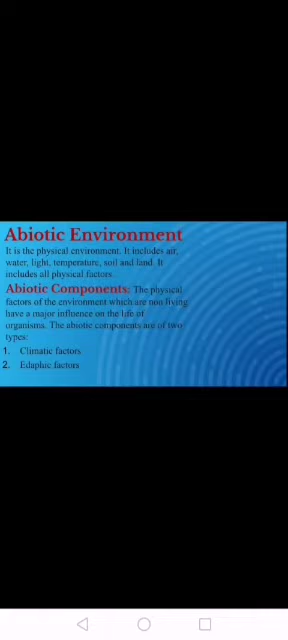 Abiotic Environment
It is the physical environment. It includes air,
water, light, temperature, soil and land. It
includes all physical factors
Abiotic Components: The physical
factors of the environment which are non living
have a major influence on the life of
organisms. The abiotic components are of two
types:
1. Climatic factors
2. Edaphic factors